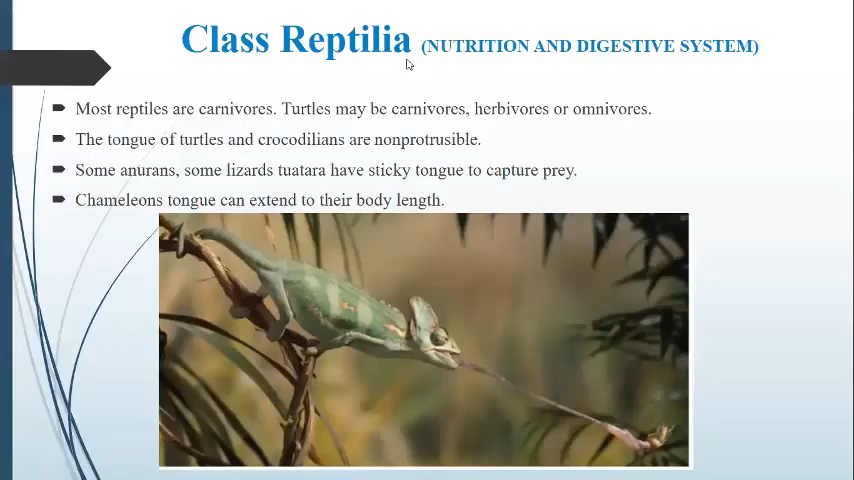 Class Reptilia (NUTRITION AND DIGESTIVE SYSTEM)
Most reptiles are carnivores. Turtles may be carnivores, herbivores or omnivores.
The tongue of turtles and crocodilians are nonprotrusible.
Some anurans, some lizards tuatara have sticky tongue to capture prey.
Chameleons tongue can extend to their body length.